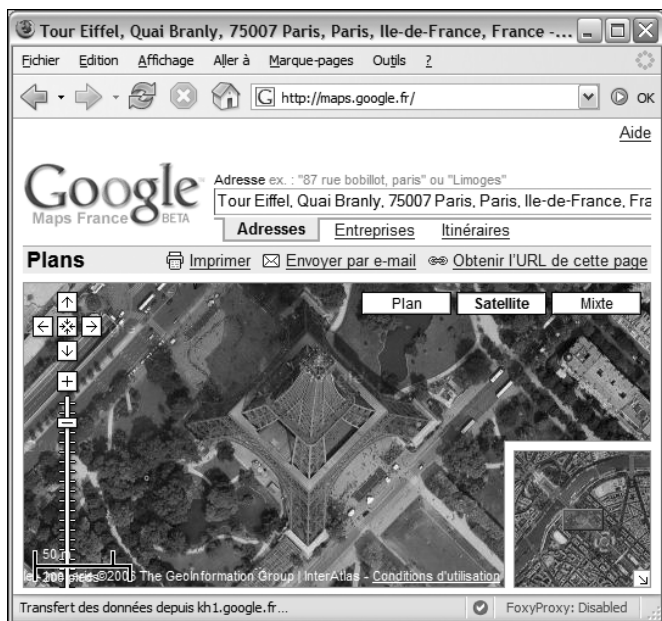 Tour Eiffel, Quai Branly, 75007 Paris, Paris, Ile-de-France, France -...
Fichier Edition Affichage Aller à Marque-pages Outils ?
G http://maps.google.fr/ OK
Aide
Google
Maps France BETA
Adresse ex. : "87 rue bobillot, paris" ou "Limoges"
Tour Eiffel, Quai Branly, 75007 Paris, Paris, Ile-de-France, Fra
Adresses Entreprises Itinéraires
Plans Imprimer Envoyer par e-mail Obtenir l'URL de cette page
Plan Satellite Mixte
50 m
200 pieds ©2006 The GeoInformation Group | InterAtlas - Conditions d'utilisation
Transfert des données depuis kh1.google.fr... FoxyProxy: Disabled